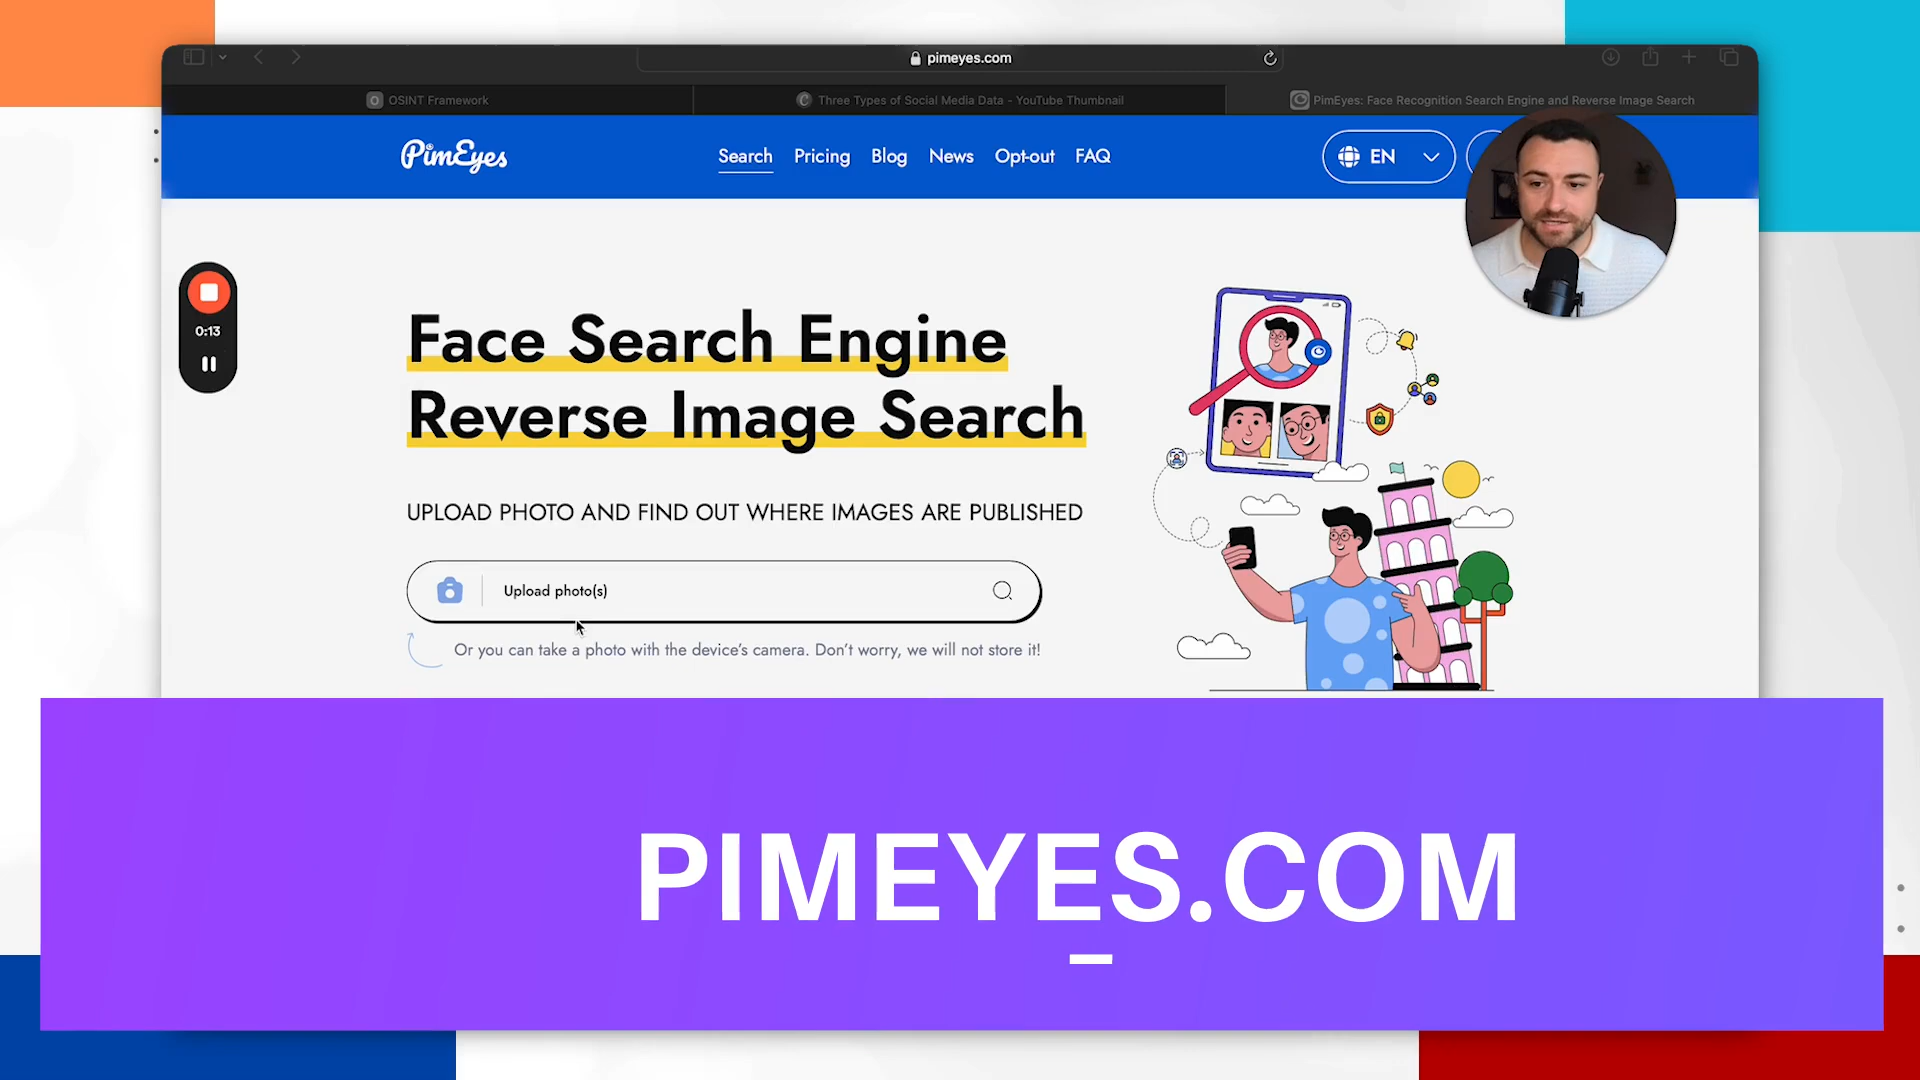 pimeyes.com
OSINT Framework
Three Types of Social Media Data - YouTube Thumbnail
PimEyes: Face Recognition Search Engine and Reverse Image Search
PimEyes
Search
Pricing
Blog
News
Opt-out
FAQ
EN
0:13
Face Search Engine
Reverse Image Search
UPLOAD PHOTO AND FIND OUT WHERE IMAGES ARE PUBLISHED
Upload photo(s)
Or you can take a photo with the device's camera. Don't worry, we will not store it!
PIMEYES.COM